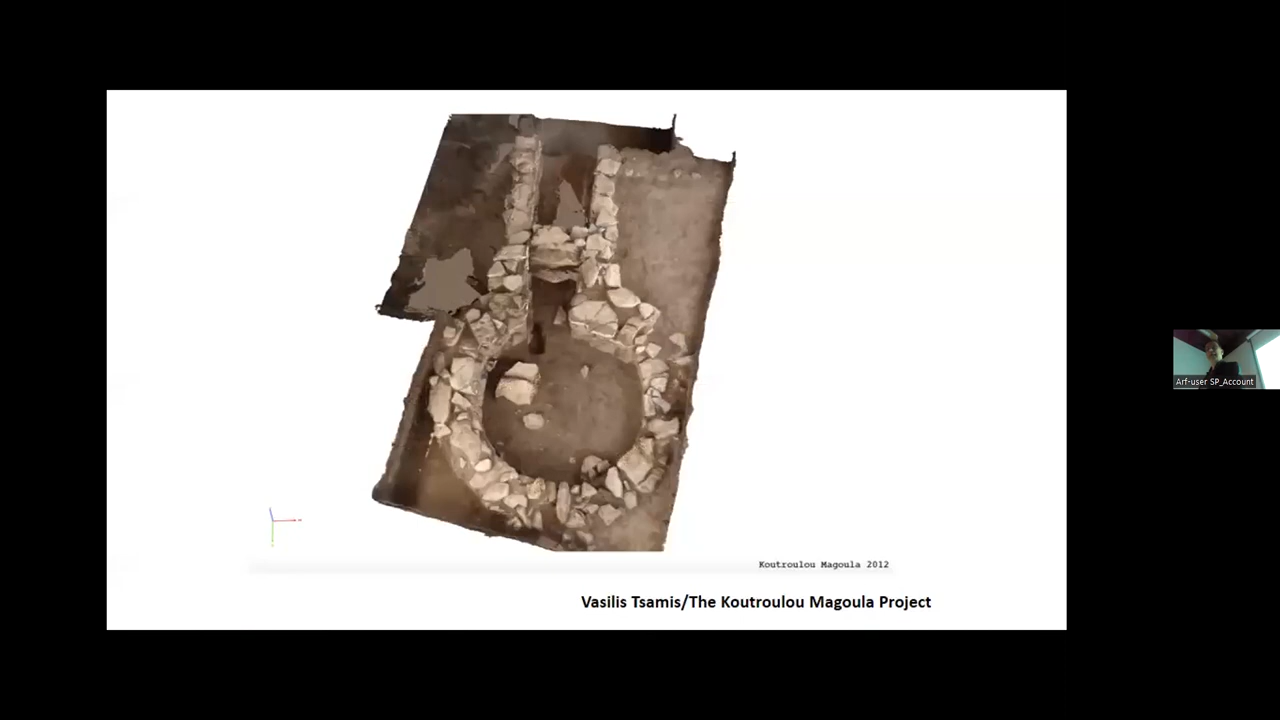 Koutroulou Magoula 2012
Vasilis Tsamis/The Koutroulou Magoula Project
Arf-user SP_Account